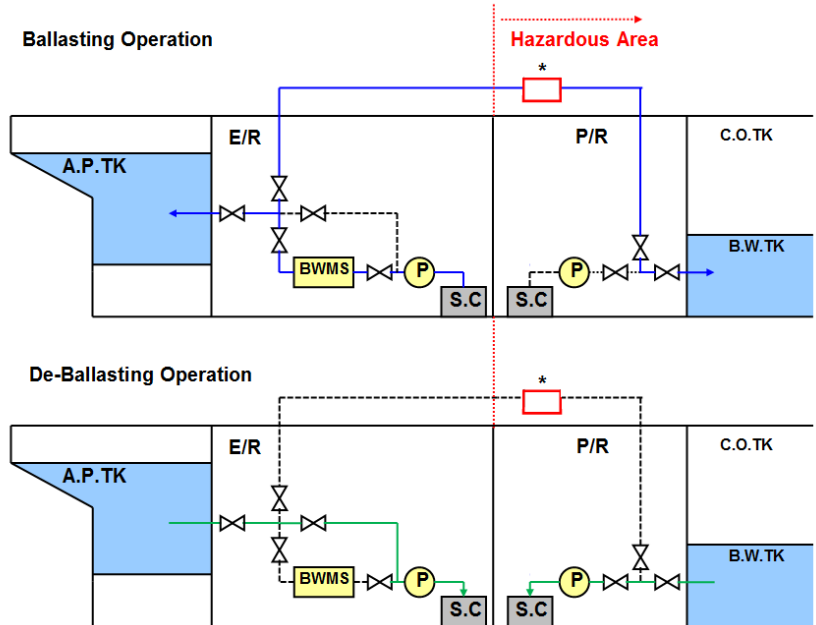 Ballasting Operation
Hazardous Area
*
E/R
P/R
C.O.TK
A.P.TK
B.W.TK
BWMS
P
P
S.C
S.C
De-Ballasting Operation
*
E/R
P/R
C.O.TK
A.P.TK
B.W.TK
BWMS
P
P
S.C
S.C